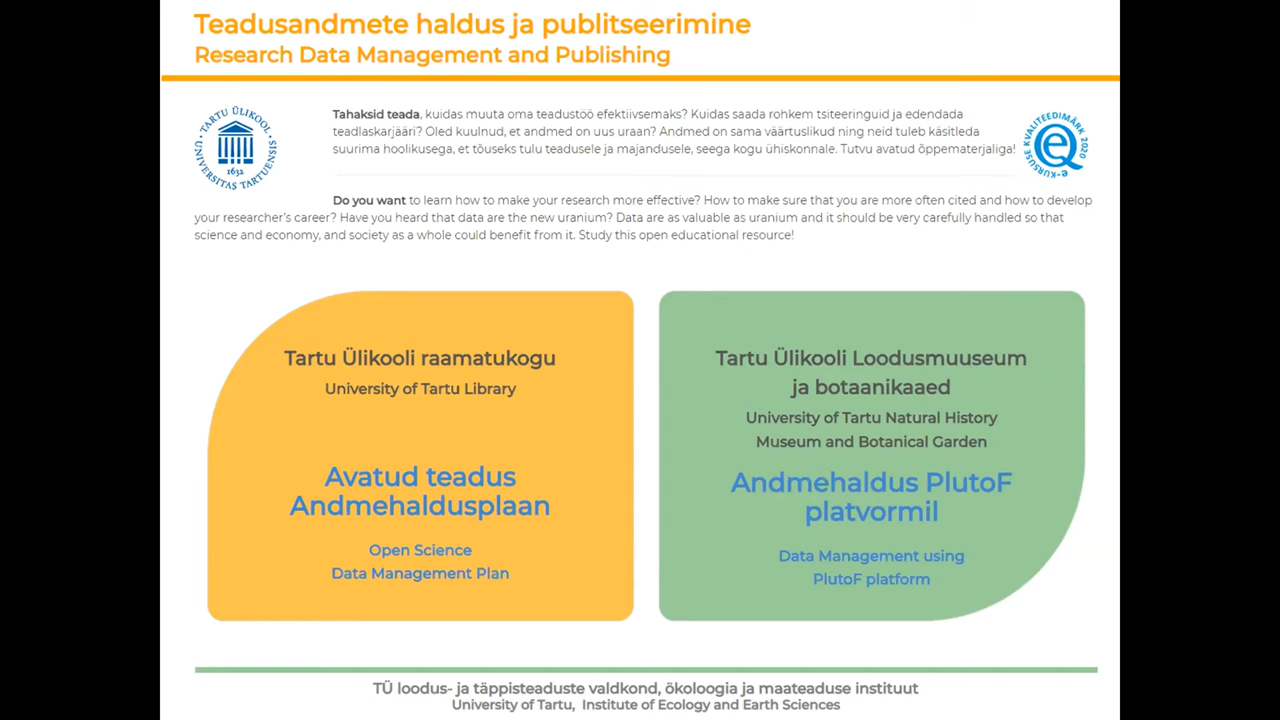 Teadusandmete haldus ja publitseerimine
Research Data Management and Publishing
TARTU ÜLIKOOL
UNIVERSITAS TARTUENSIS
1632
Tahaksid teada, kuidas muuta oma teadustöö efektiivsemaks? Kuidas saada rohkem tsiteeringuid ja edendada
teadlaskarjääri? Oled kuulnud, et andmed on uus uraan? Andmed on sama väärtuslikud ning neid tuleb käsitleda
suurima hoolikusega, et tõuseks tulu teadusele ja majandusele, seega kogu ühiskonnale. Tutvu avatud õppematerjaliga!
e-KURSUSE KVALITEEDIMÄRK 2020
eQ
Do you want to learn how to make your research more effective? How to make sure that you are more often cited and how to develop
your researcher's career? Have you heard that data are the new uranium? Data are as valuable as uranium and it should be very carefully handled so that
science and economy, and society as a whole could benefit from it. Study this open educational resource!
Tartu Ülikooli raamatukogu
University of Tartu Library
Avatud teadus
Andmehaldusplaan
Open Science
Data Management Plan
Tartu Ülikooli Loodusmuuseum
ja botaanikaaed
University of Tartu Natural History
Museum and Botanical Garden
Andmehaldus PlutoF
platvormil
Data Management using
PlutoF platform
TÜ loodus- ja täppisteaduste valdkond, ökoloogia ja maateaduse instituut
University of Tartu, Institute of Ecology and Earth Sciences